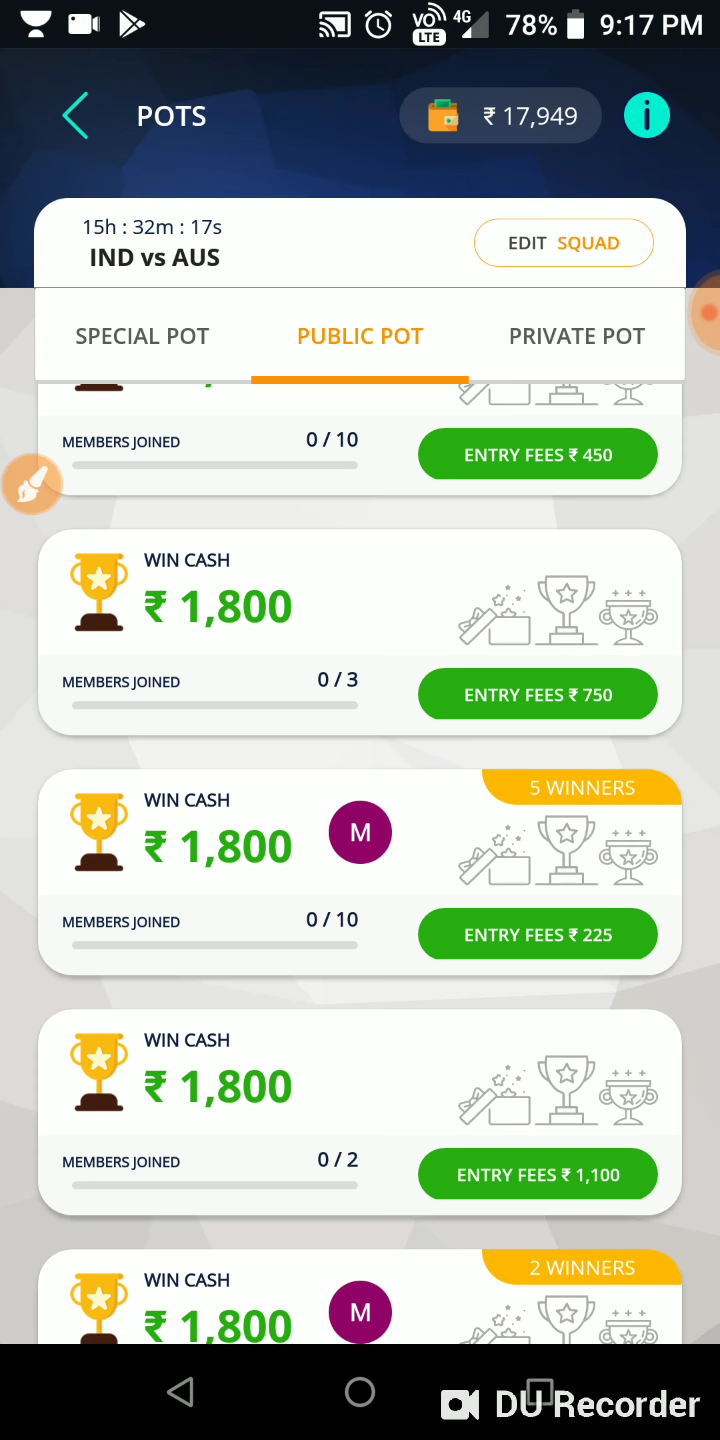 VO LTE 4G 78% 9:17 PM
POTS ₹ 17,949 i
15h : 32m : 17s
IND vs AUS
EDIT SQUAD
SPECIAL POT PUBLIC POT PRIVATE POT
MEMBERS JOINED 0 / 10
ENTRY FEES ₹ 450
WIN CASH
₹ 1,800
MEMBERS JOINED 0 / 3
ENTRY FEES ₹ 750
5 WINNERS
WIN CASH
₹ 1,800 M
MEMBERS JOINED 0 / 10
ENTRY FEES ₹ 225
WIN CASH
₹ 1,800
MEMBERS JOINED 0 / 2
ENTRY FEES ₹ 1,100
2 WINNERS
WIN CASH
₹ 1,800 M
DU Recorder